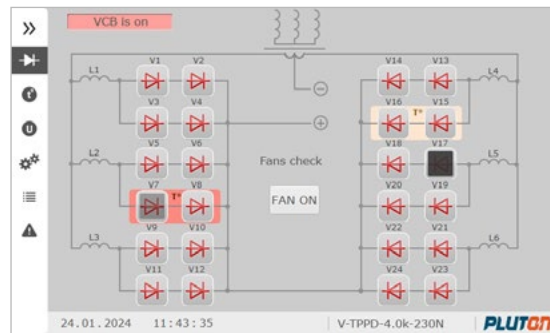 VCB is on
V1 V2 V14 V13
L1 L4
V3 V4 V16 T° V15
V5 V6 V18 V17
L2 Fans check L5
V7 T° V8 V20 V19
FAN ON
V9 V10 V22 V21
L3 L6
V11 V12 V24 V23
24.01.2024 11:43:35 V-TPPD-4.0k-230N PLUTON